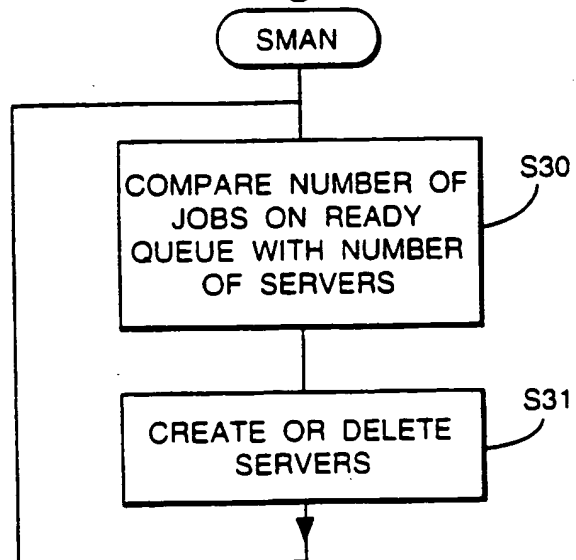 SMAN
COMPARE NUMBER OF
JOBS ON READY
QUEUE WITH NUMBER
OF SERVERS
S30
CREATE OR DELETE
SERVERS
S31